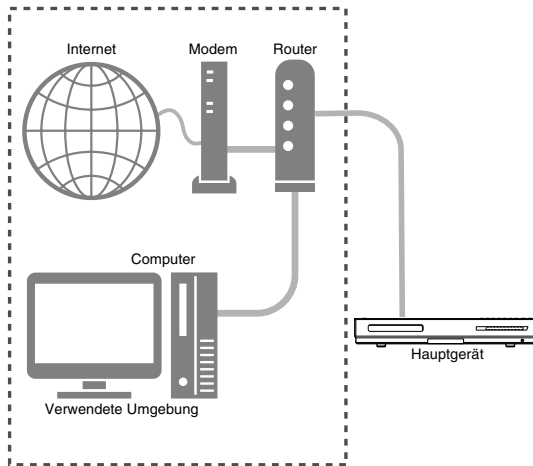 Internet
Modem
Router
Computer
Hauptgerät
Verwendete Umgebung